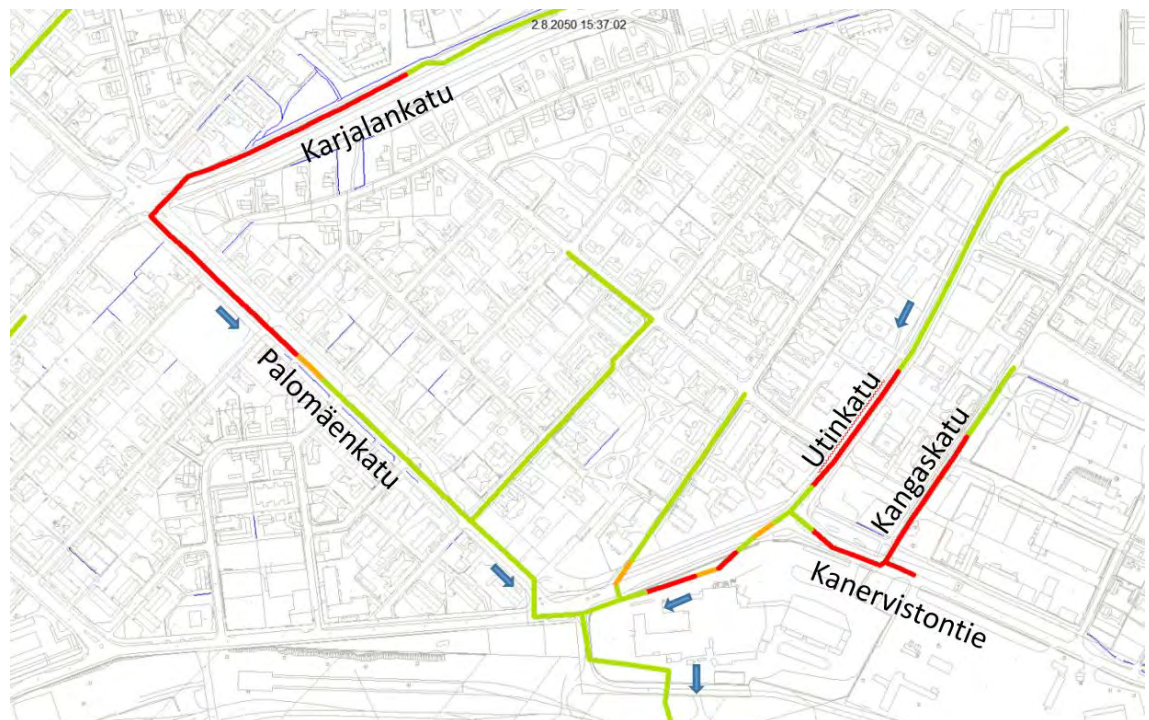 2.8.2050 15:37:02
Karjalankatu
Palomäenkatu
Utinkatu
Kangaskatu
Kanervistontie